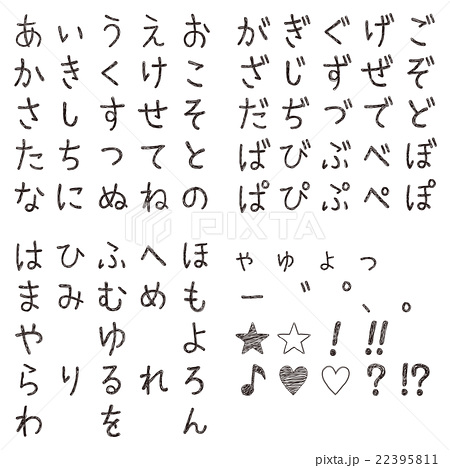 あ い う え お
か き く け こ
さ し す せ そ
た ち つ て と
な に ぬ ね の
が ぎ ぐ げ ご
ざ じ ず ぜ ぞ
だ ぢ づ で ど
ば び ぶ べ ぼ
ぱ ぴ ぷ ぺ ぽ
PIXTA
は ひ ふ へ ほ
ま み む め も
や ゆ よ
ら り る れ ろ
わ を ん
ゃ ゅ ょ っ
ー ゛ ゜ 、 。
★ ☆ ! !!
♪ ♥ ♡ ? !?
pixta.jp - 22395811